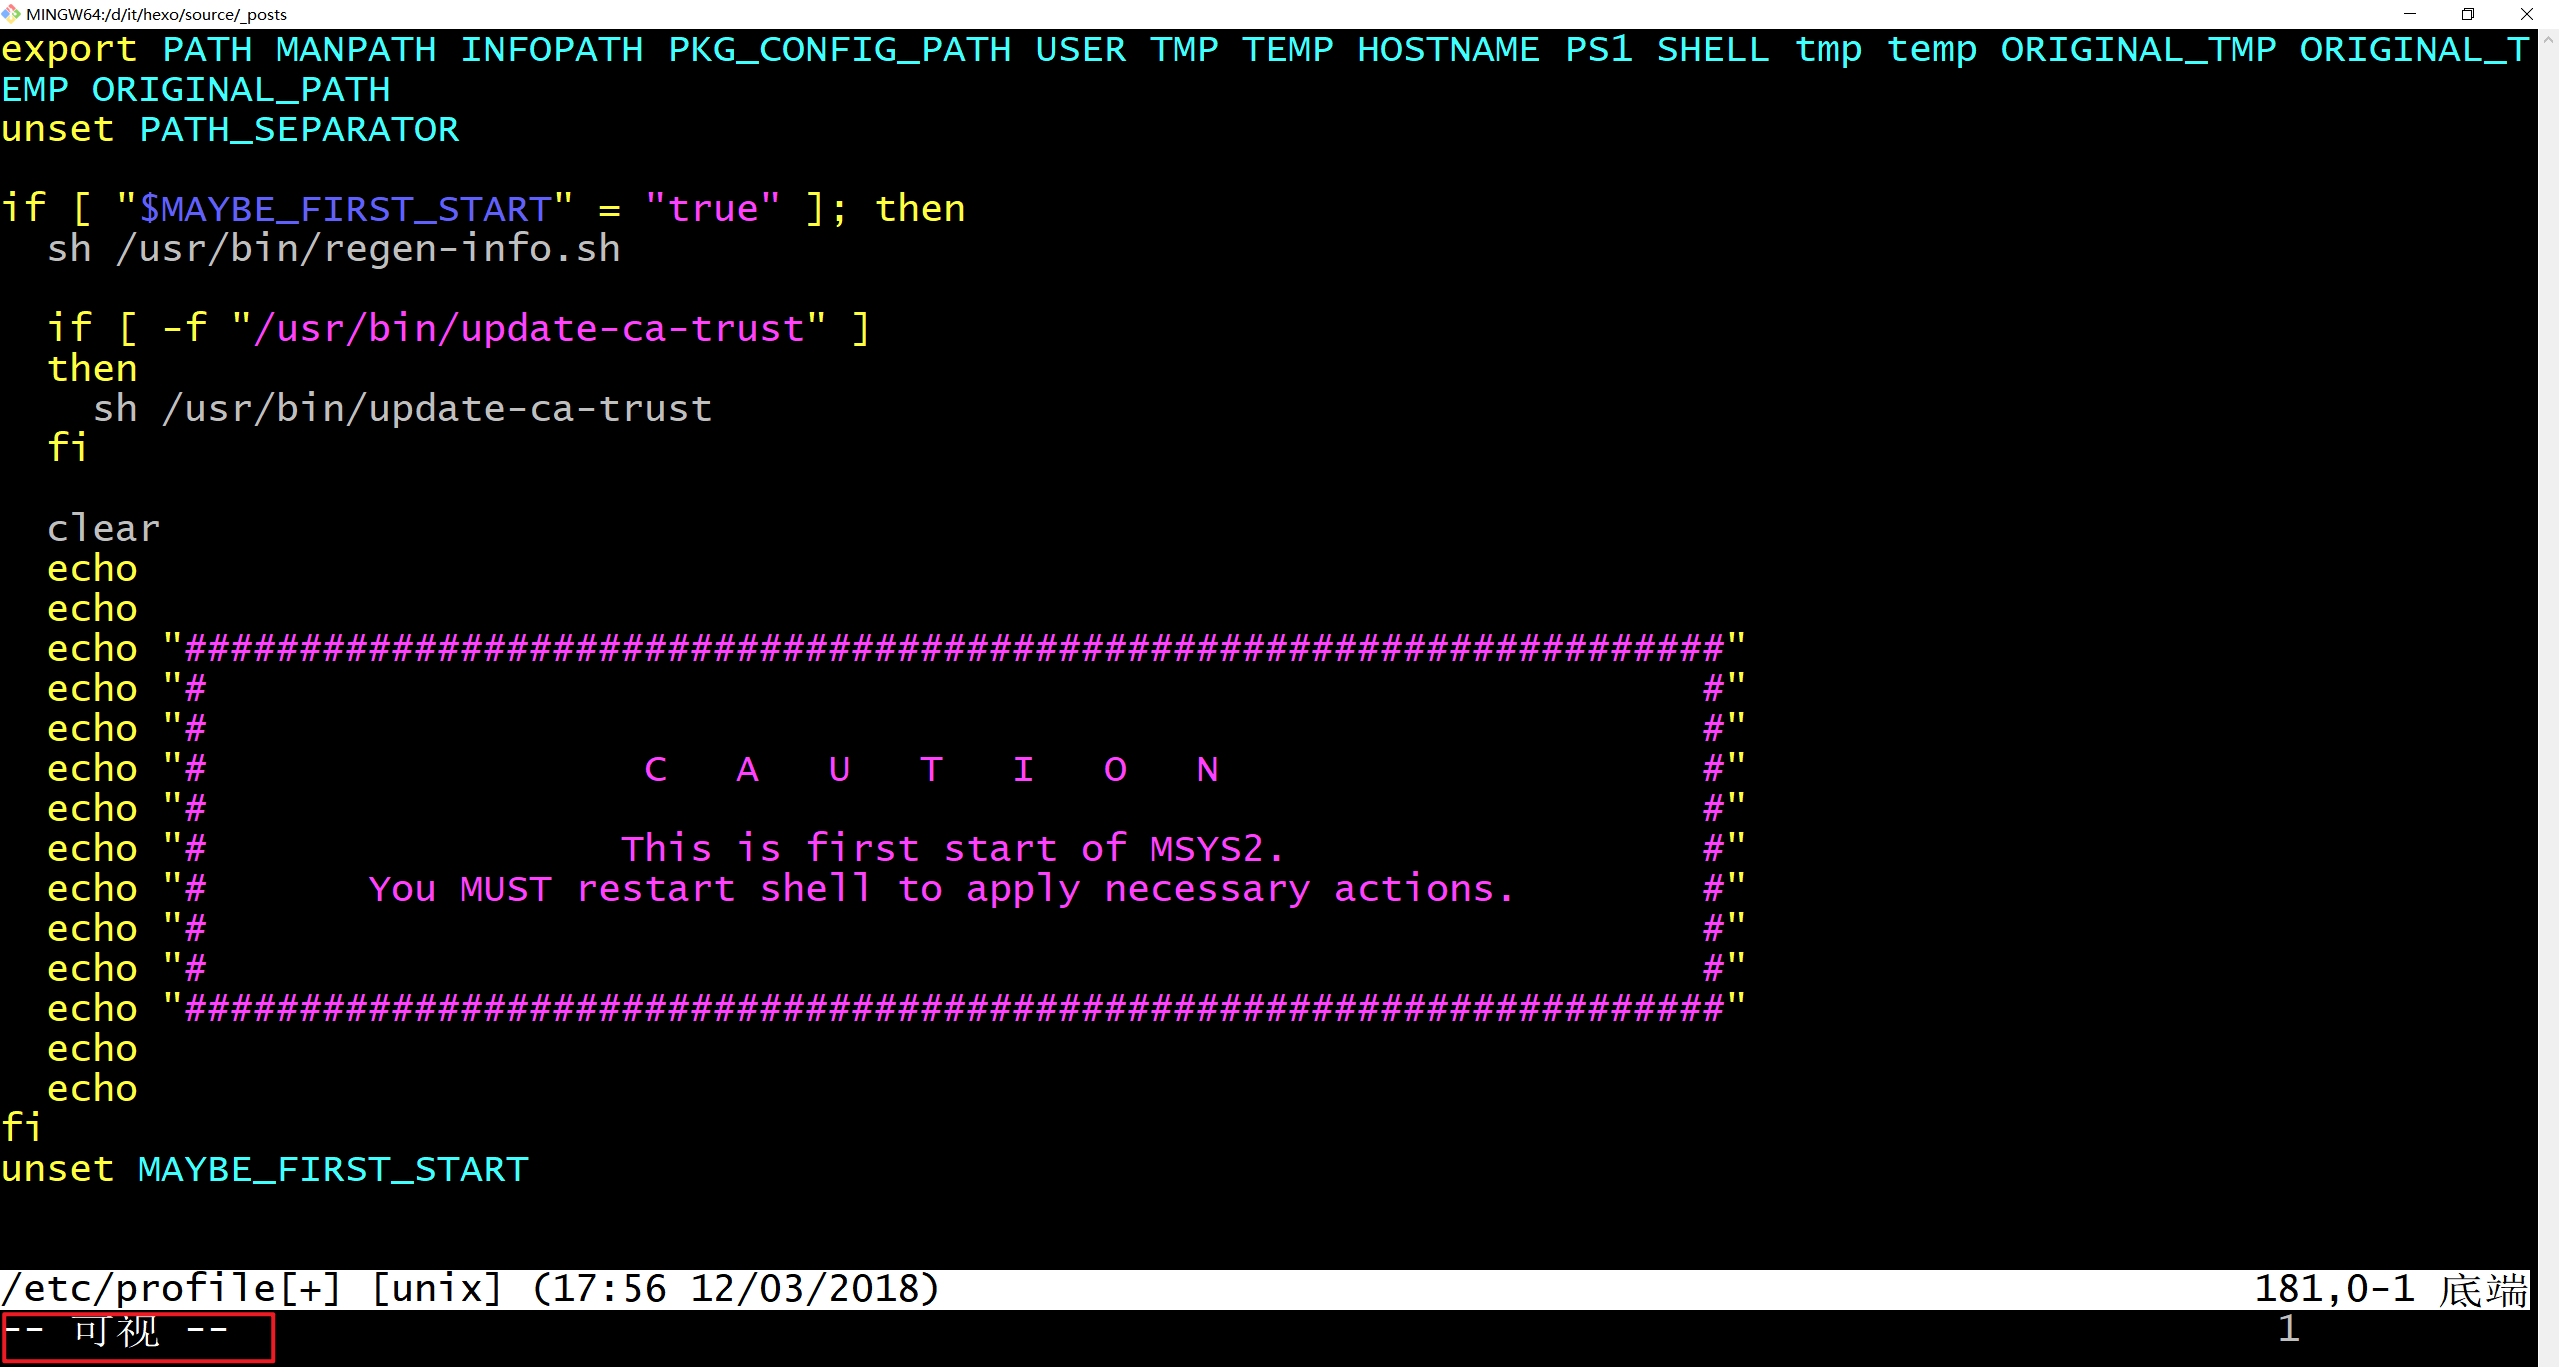 MINGW64:/d/it/hexo/source/_posts
export PATH MANPATH INFOPATH PKG_CONFIG_PATH USER TMP TEMP HOSTNAME PS1 SHELL tmp temp ORIGINAL_TMP ORIGINAL_T
EMP ORIGINAL_PATH
unset PATH_SEPARATOR
if [ "$MAYBE_FIRST_START" = "true" ]; then
  sh /usr/bin/regen-info.sh
  if [ -f "/usr/bin/update-ca-trust" ]
  then
    sh /usr/bin/update-ca-trust
  fi
  clear
  echo
  echo
  echo "###################################################################"
  echo "#                                                                 #"
  echo "#                                                                 #"
  echo "#                   C   A   U   T   I   O   N                     #"
  echo "#                                                                 #"
  echo "#                  This is first start of MSYS2.                  #"
  echo "#       You MUST restart shell to apply necessary actions.        #"
  echo "#                                                                 #"
  echo "#                                                                 #"
  echo "###################################################################"
  echo
  echo
fi
unset MAYBE_FIRST_START
/etc/profile[+] [unix] (17:56 12/03/2018) 181,0-1 底端
-- 可视 -- 1